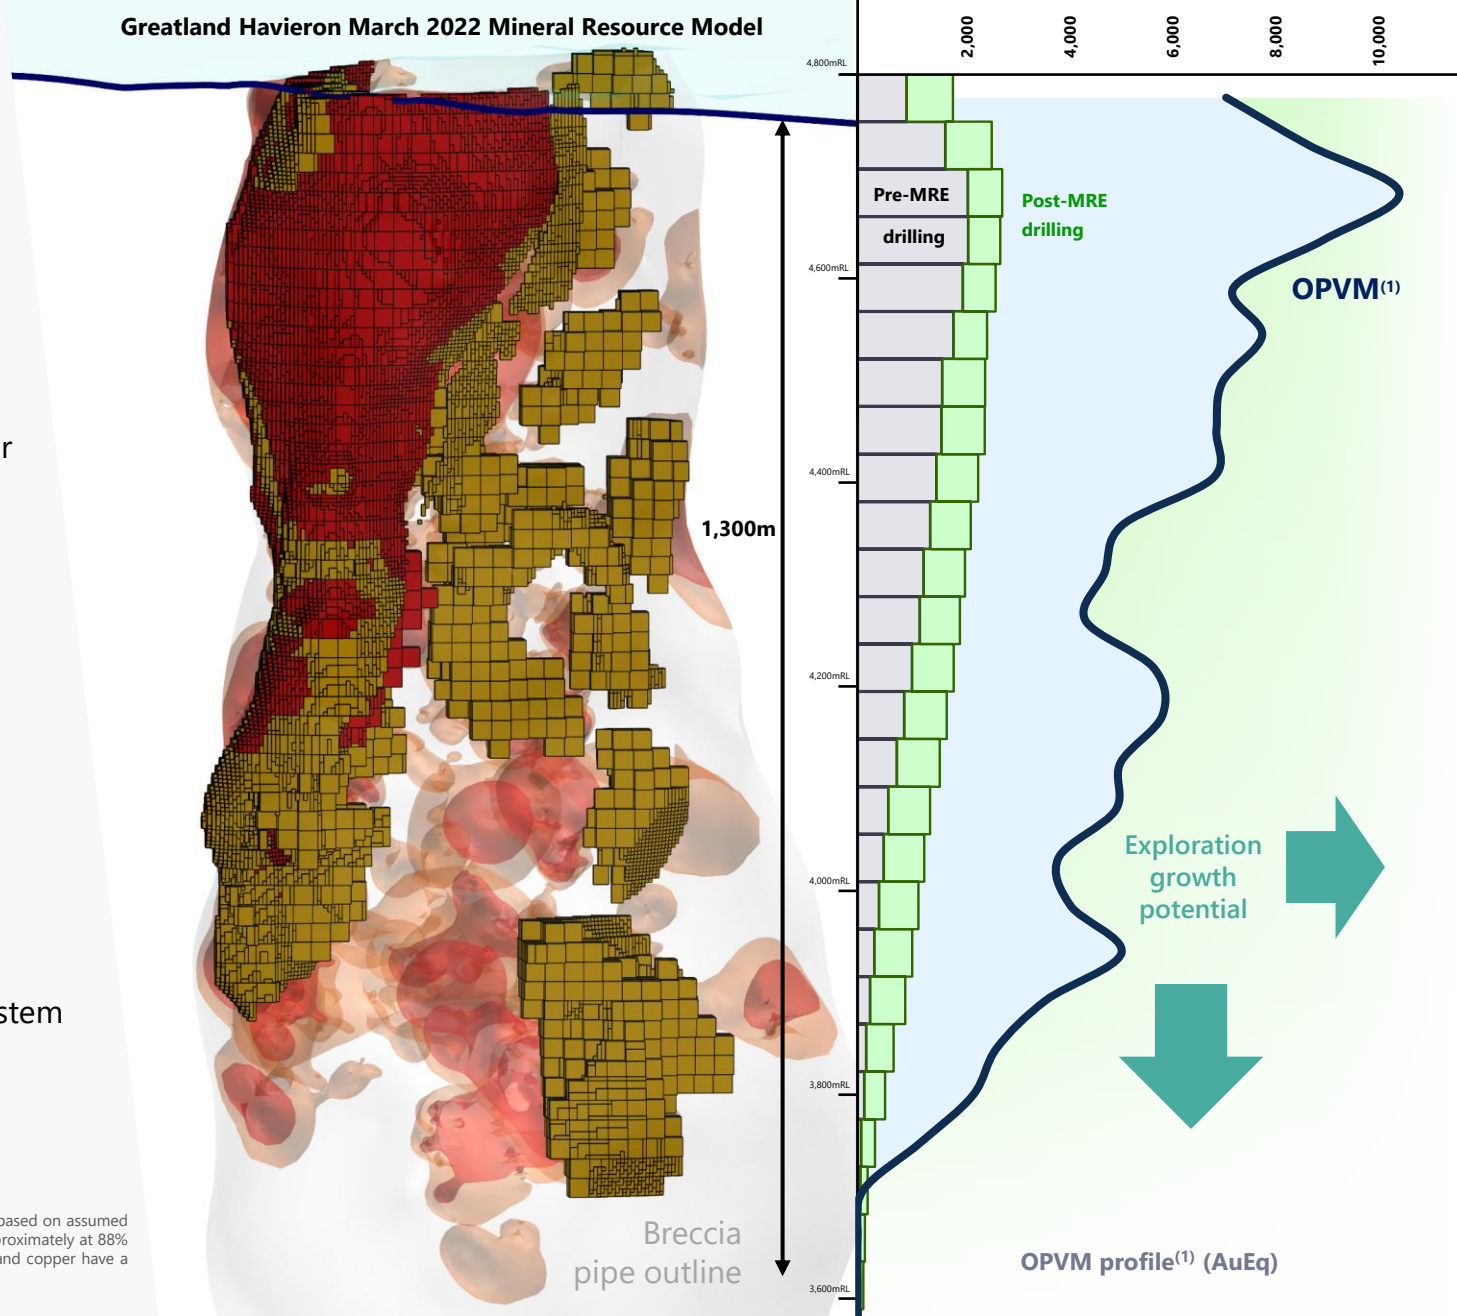 Greatland Havieron March 2022 Mineral Resource Model
2,000
4,000
6,000
8,000
10,000
4,800mRL
Pre-MRE
drilling
Post-MRE
drilling
4,600mRL
OPVM(1)
r
4,400mRL
1,300m
4,200mRL
Exploration
growth
potential
4,000mRL
stem
3,800mRL
based on assumed
proximately at 88%
and copper have a
Breccia
pipe outline
OPVM profile(1) (AuEq)
3,600mRL